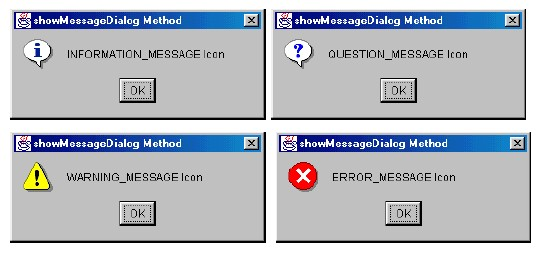 showMessageDialog Method
INFORMATION_MESSAGE Icon
OK
showMessageDialog Method
QUESTION_MESSAGE Icon
OK
showMessageDialog Method
WARNING_MESSAGE Icon
OK
showMessageDialog Method
ERROR_MESSAGE Icon
OK